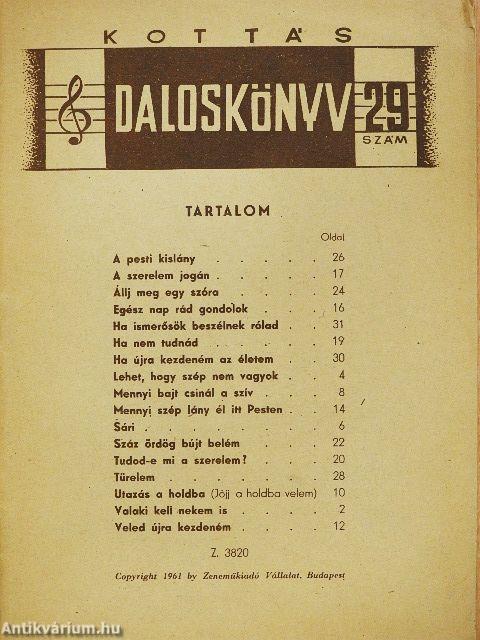 KOTTÁS
DALOSKÖNYV 29
SZÁM
TARTALOM
Oldal
A pesti kislány . . . . . 26
A szerelem jogán . . . . . 17
Állj meg egy szóra . . . . 24
Egész nap rád gondolok . . . 16
Ha ismerősök beszélnek rólad . . 31
Ha nem tudnád . . . . . 19
Ha újra kezdeném az életem . . 30
Lehet, hogy szép nem vagyok . . 4
Mennyi bajt csinál a szív . . . 8
Mennyi szép lány él itt Pesten . . 14
Sári . . . . . . . . 6
Száz ördög bújt belém . . . 22
Tudod-e mi a szerelem? . . . 20
Türelem . . . . . . 28
Utazás a holdba (Jöjj a holdba velem) 10
Valaki kell nekem is . . . . 2
Veled újra kezdeném . . . . 12
Z. 3820
Copyright 1961 by Zeneműkiadó Vállalat, Budapest
Antikvárium.hu